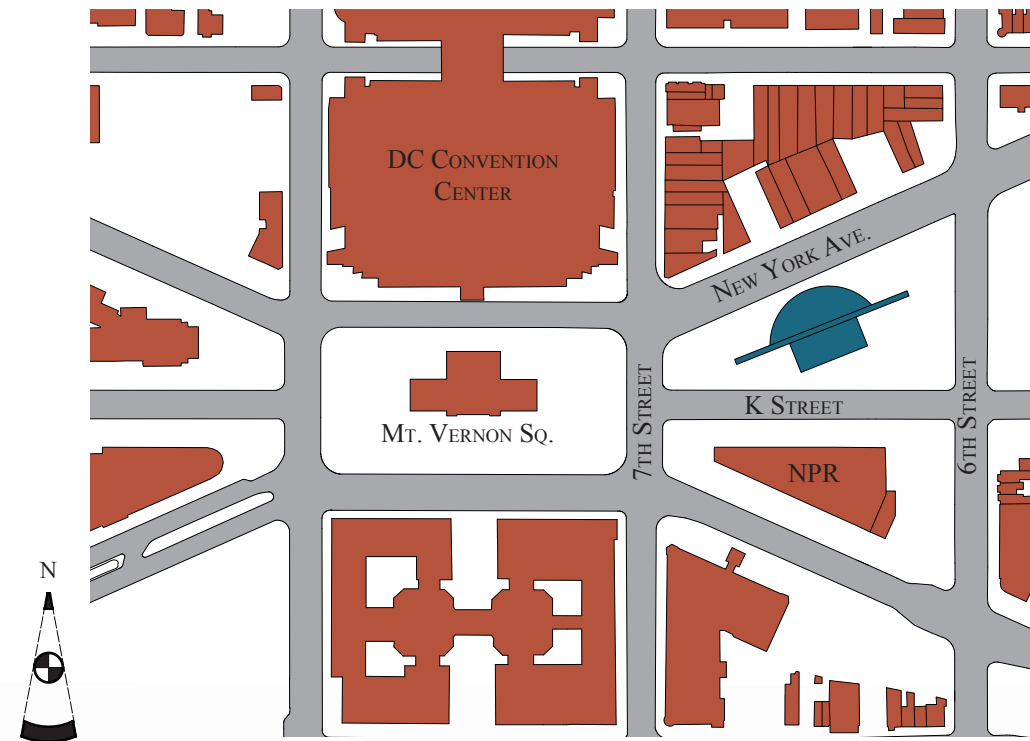 DC Convention
Center
New York Ave.
K Street
Mt. Vernon Sq.
7th Street
6th Street
NPR
N